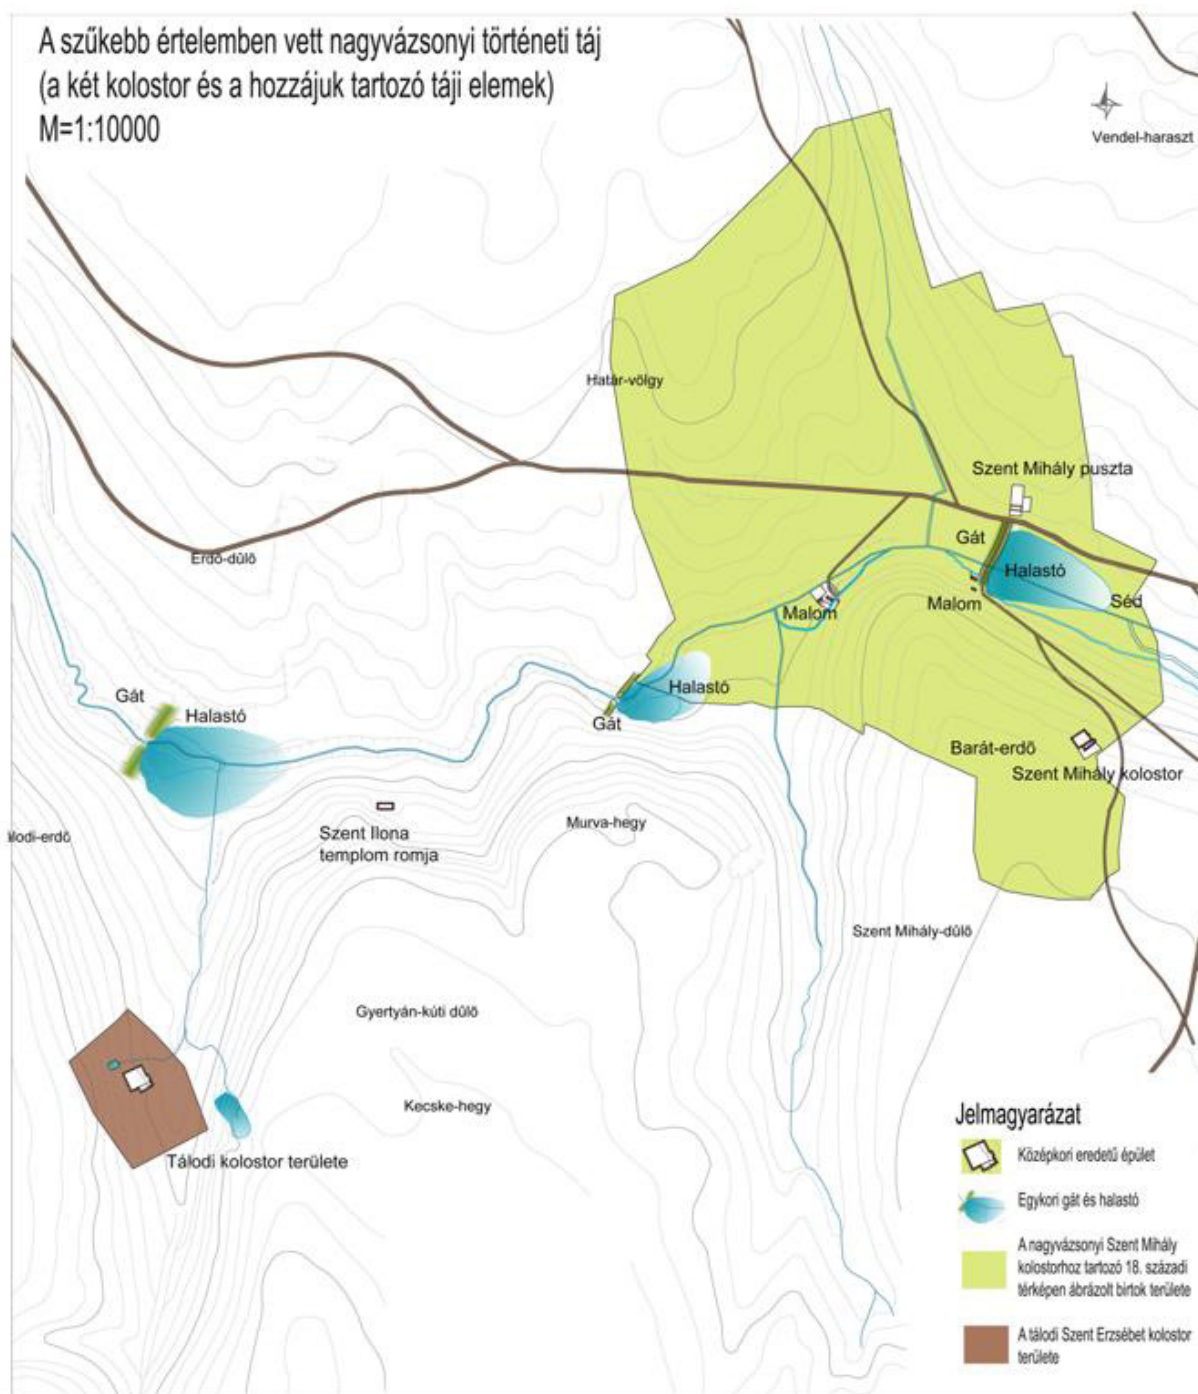 A szűkebb értelemben vett nagyvázsonyi történeti táj
(a két kolostor és a hozzájuk tartozó táji elemek)
M=1:10000
Vendel-haraszt
Határ-völgy
Szent Mihály puszta
Gát
Erdő-dűlő
Halastó
Malom
Malom
Séd
Halastó
Gát
Halastó
Gát
Barát-erdő
Szent Mihály kolostor
Murva-hegy
Szent Ilona
templom romja
álodi-erdő
Szent Mihály-dűlő
Gyertyán-kúti dűlő
Kecske-hegy
Tálodi kolostor területe
Jelmagyarázat
Középkori eredetű épület
Egykori gát és halastó
A nagyvázsonyi Szent Mihály
kolostorhoz tartozó 18. századi
térképen ábrázolt birtok területe
A tálodi Szent Erzsébet kolostor
területe